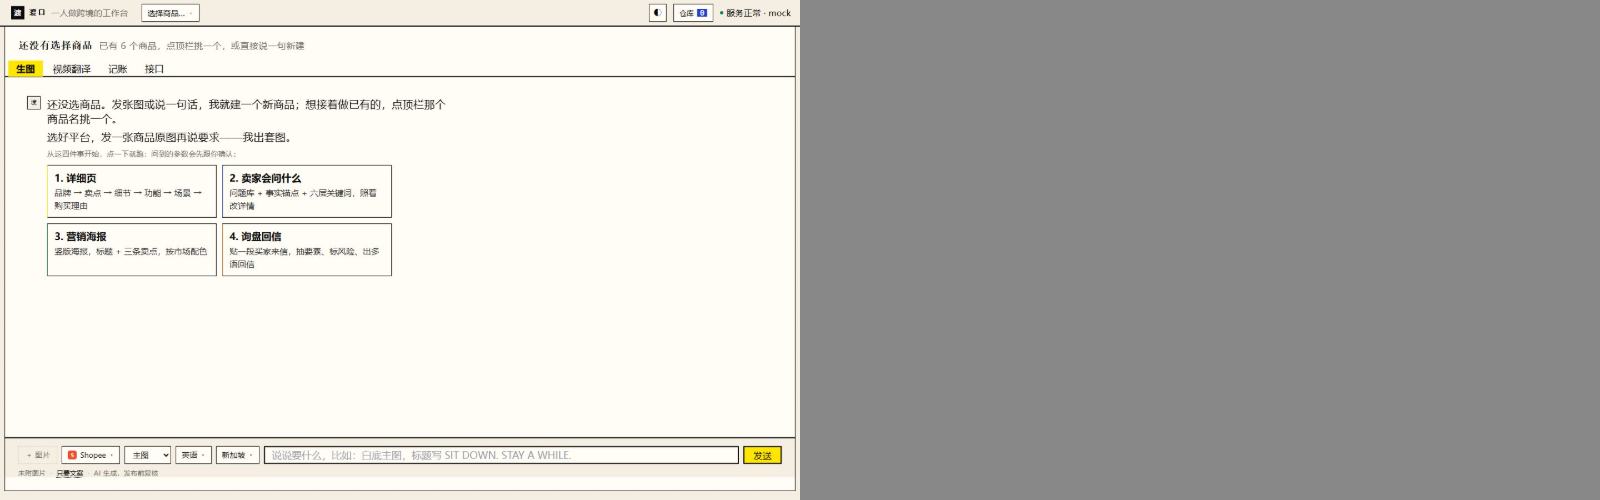 渡 渡口 一人做跨境的工作台 选择商品... 仓库 0 服务正常 · mock
还没有选择商品 已有 6 个商品，点顶栏挑一个，或直接说一句新建
生图 视频翻译 记账 接口
渡 还没选商品。发张图或说一句话，我就建一个新商品；想接着做已有的，点顶栏那个
商品名挑一个。
选好平台，发一张商品原图再说要求——我出套图。
从这四件事开始，点一下就跑；问到的参数会先跟你确认：
1. 详细页
品牌 → 卖点 → 细节 → 功能 → 场景 →
购买理由
2. 卖家会问什么
问题库 + 事实锚点 + 六层关键词，照着
改详情
3. 营销海报
竖版海报，标题 + 三条卖点，按市场配色
4. 询盘回信
贴一段买家来信，抽要素、标风险、出多
语回信
+ 图片 S Shopee 主图 英语 新加坡 说说要什么，比如：白底主图，标题写 SIT DOWN. STAY A WHILE. 发送
未附图片 · 只要文案 · AI 生成，发布前复核